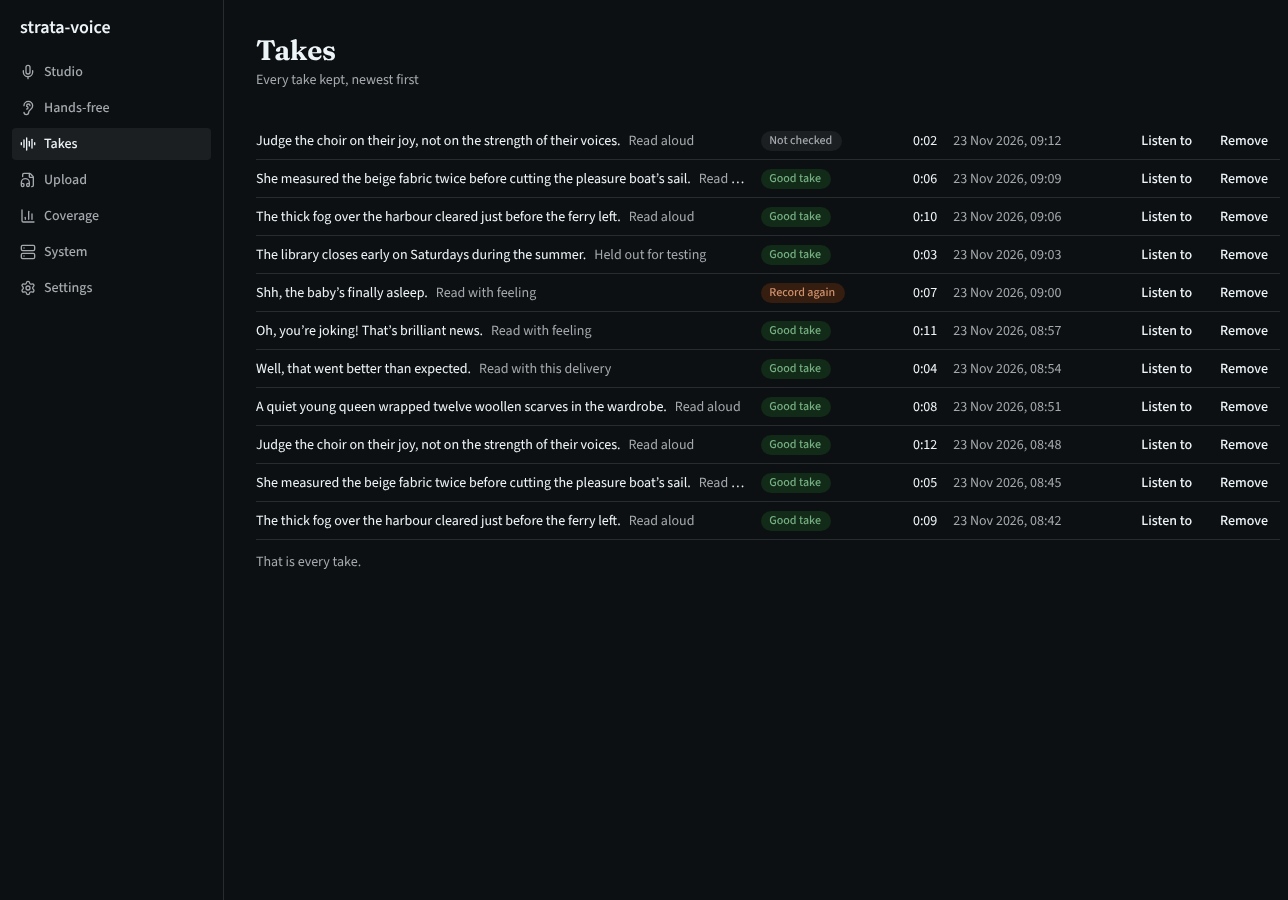 strata-voice
Studio
Hands-free
Takes
Upload
Coverage
System
Settings
Takes
Every take kept, newest first
Judge the choir on their joy, not on the strength of their voices. Read aloud Not checked 0:02 23 Nov 2026, 09:12 Listen to Remove
She measured the beige fabric twice before cutting the pleasure boat’s sail. Read … Good take 0:06 23 Nov 2026, 09:09 Listen to Remove
The thick fog over the harbour cleared just before the ferry left. Read aloud Good take 0:10 23 Nov 2026, 09:06 Listen to Remove
The library closes early on Saturdays during the summer. Held out for testing Good take 0:03 23 Nov 2026, 09:03 Listen to Remove
Shh, the baby’s finally asleep. Read with feeling Record again 0:07 23 Nov 2026, 09:00 Listen to Remove
Oh, you’re joking! That’s brilliant news. Read with feeling Good take 0:11 23 Nov 2026, 08:57 Listen to Remove
Well, that went better than expected. Read with this delivery Good take 0:04 23 Nov 2026, 08:54 Listen to Remove
A quiet young queen wrapped twelve woollen scarves in the wardrobe. Read aloud Good take 0:08 23 Nov 2026, 08:51 Listen to Remove
Judge the choir on their joy, not on the strength of their voices. Read aloud Good take 0:12 23 Nov 2026, 08:48 Listen to Remove
She measured the beige fabric twice before cutting the pleasure boat’s sail. Read … Good take 0:05 23 Nov 2026, 08:45 Listen to Remove
The thick fog over the harbour cleared just before the ferry left. Read aloud Good take 0:09 23 Nov 2026, 08:42 Listen to Remove
That is every take.